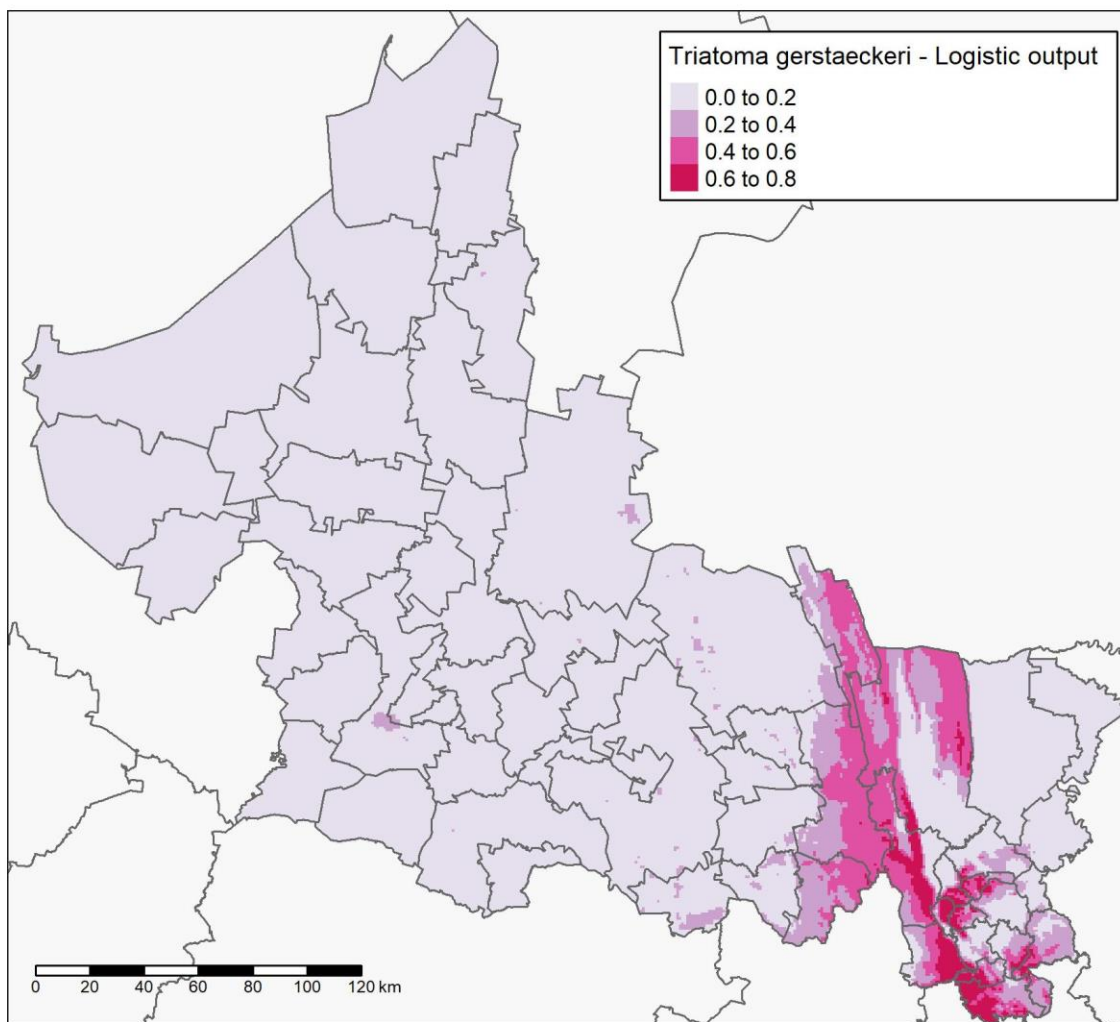 Triatoma gerstaeckeri - Logistic output
0.0 to 0.2
0.2 to 0.4
0.4 to 0.6
0.6 to 0.8
0 20 40 60 80 100 120 km